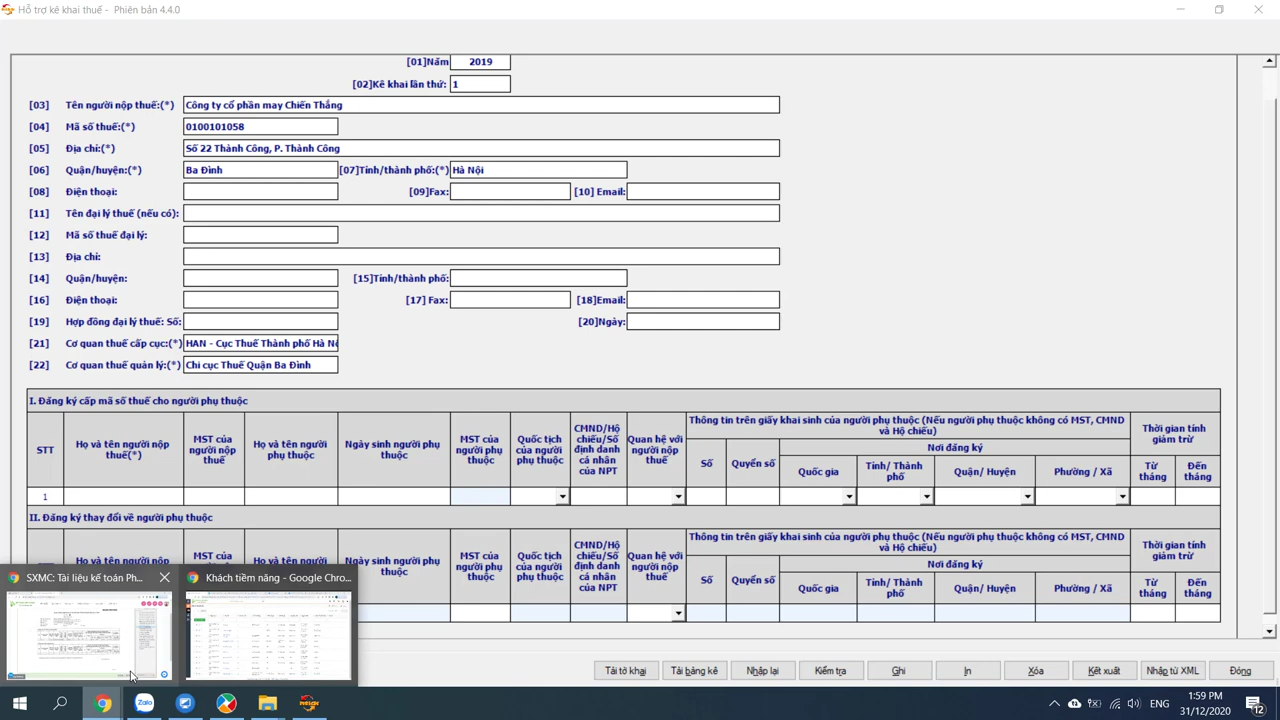 Hỗ trợ kê khai thuế - Phiên bản 4.4.0
[01]Năm 2019
[02]Kê khai lần thứ: 1
[03] Tên người nộp thuế:(*) Công ty cổ phần may Chiến Thắng
[04] Mã số thuế:(*) 0100101058
[05] Địa chỉ:(*) Số 22 Thành Công, P. Thành Công
[06] Quận/huyện:(*) Ba Đình [07]Tỉnh/thành phố:(*) Hà Nội
[08] Điện thoại: [09]Fax: [10] Email:
[11] Tên đại lý thuế (nếu có):
[12] Mã số thuế đại lý:
[13] Địa chỉ:
[14] Quận/huyện: [15]Tỉnh/thành phố:
[16] Điện thoại: [17] Fax: [18]Email:
[19] Hợp đồng đại lý thuế: Số: [20]Ngày:
[21] Cơ quan thuế cấp cục:(*) HAN - Cục Thuế Thành phố Hà Nộ
[22] Cơ quan thuế quản lý:(*) Chi cục Thuế Quận Ba Đình
I. Đăng ký cấp mã số thuế cho người phụ thuộc
STT
Họ và tên người nộp thuế(*)
MST của người nộp thuế
Họ và tên người phụ thuộc
Ngày sinh người phụ thuộc
MST của người phụ thuộc
Quốc tịch của người phụ thuộc
CMND/Hộ chiếu/Số định danh cá nhân của NPT
Quan hệ với người nộp thuế
Thông tin trên giấy khai sinh của người phụ thuộc (Nếu người phụ thuộc không có MST, CMND và Hộ chiếu)
Số
Quyển số
Nơi đăng ký
Quốc gia
Tỉnh/ Thành phố
Quận/ Huyện
Phường / Xã
Thời gian tính giảm trừ
Từ tháng
Đến tháng
1
II. Đăng ký thay đổi về người phụ thuộc
Họ và tên người nộp
MST của
Họ và tên người
Ngày sinh người phụ thuộc
MST của người phụ thuộc
Quốc tịch của người phụ thuộc
CMND/Hộ chiếu/Số định danh cá nhân của NPT
Quan hệ với người nộp thuế
Thông tin trên giấy khai sinh của người phụ thuộc (Nếu người phụ thuộc không có MST, CMND và Hộ chiếu)
Số
Quyển số
Nơi đăng ký
Quốc gia
Tỉnh/ Thành phố
Quận/ Huyện
Phường / Xã
Thời gian tính giảm trừ
Từ tháng
Đến tháng
SXMC: Tài liệu kế toán Ph...
Khách tiềm năng - Google Chro...
Tải tờ khai Tải bảng kê Nhập lại Kiểm tra Ghi In Xóa Kết xuất Nhập từ XML Đóng
Zalo
ENG
1:59 PM
31/12/2020
12